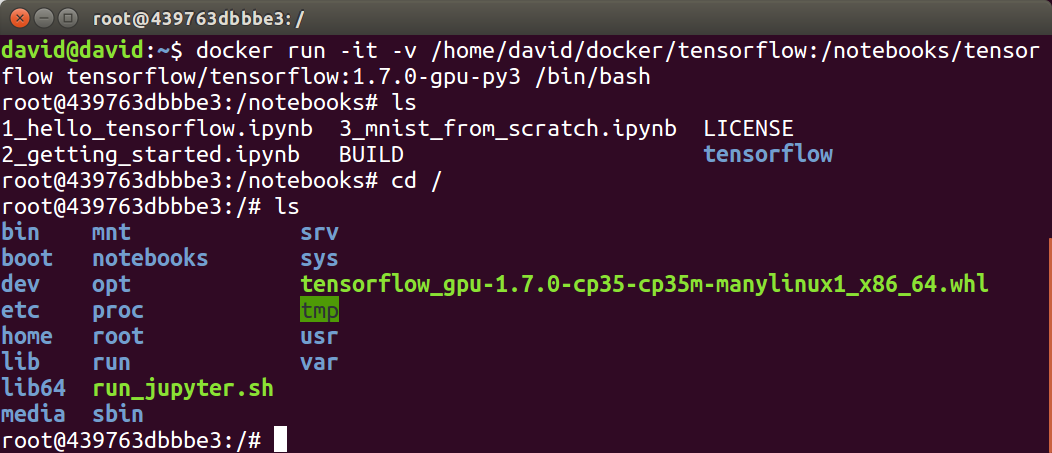 root@439763dbbbe3: /
david@david:~$ docker run -it -v /home/david/docker/tensorflow:/notebooks/tensor
flow tensorflow/tensorflow:1.7.0-gpu-py3 /bin/bash
root@439763dbbbe3:/notebooks# ls
1_hello_tensorflow.ipynb  3_mnist_from_scratch.ipynb  LICENSE
2_getting_started.ipynb   BUILD                       tensorflow
root@439763dbbbe3:/notebooks# cd /
root@439763dbbbe3:/# ls
bin    mnt             srv
boot   notebooks       sys
dev    opt             tensorflow_gpu-1.7.0-cp35-cp35m-manylinux1_x86_64.whl
etc    proc            tmp
home   root            usr
lib    run             var
lib64  run_jupyter.sh
media  sbin
root@439763dbbbe3:/#